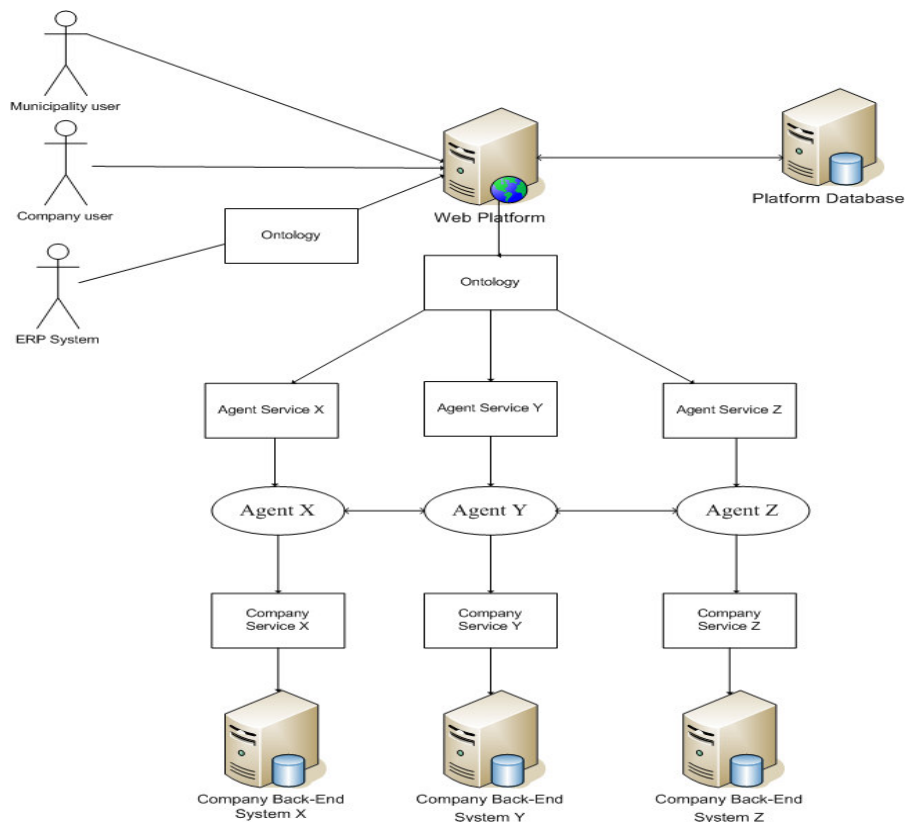 Municipality user
Company user
Ontology
ERP System
Web Platform
Platform Database
Ontology
Agent Service X
Agent Service Y
Agent Service Z
Agent X
Agent Y
Agent Z
Company
Service X
Company
Service Y
Company
Service Z
Company Back-End
System X
Company Back-End
System Y
Company Back-End
System Z